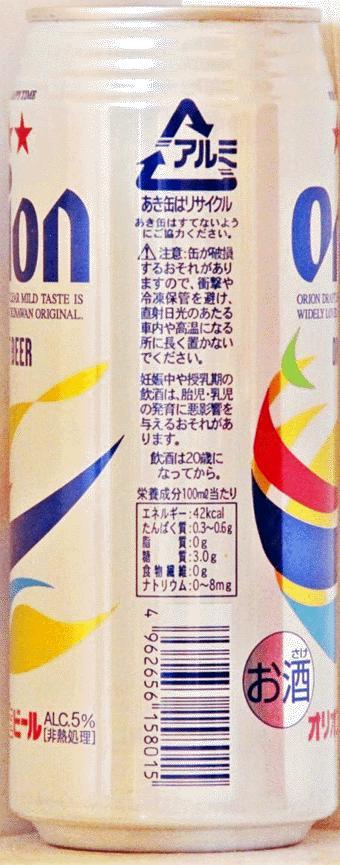 アルミ
あき缶はリサイクル
あき缶はすてないよう
にご協力ください。
注意:缶が破損
するおそれがあり
ますので、衝撃や
冷凍保管を避け、
直射日光のあたる
車内や高温になる
所に長く置かない
でください。
妊娠中や授乳期の
飲酒は、胎児・乳児
の発育に悪影響を
与えるおそれがあ
ります。
飲酒は20歳に
なってから。
栄養成分100ml当たり
エネルギー:42kcal
たんぱく質:0.3~0.6g
脂質:0g
糖質:3.0g
食物繊維:0g
ナトリウム:0~8mg
4 962656 158015
MILD TASTE IS
ORIGINAL.
BEER
ビール
ALC.5%
[非熱処理]
ORION
WIDELY
お酒
さけ
オリ